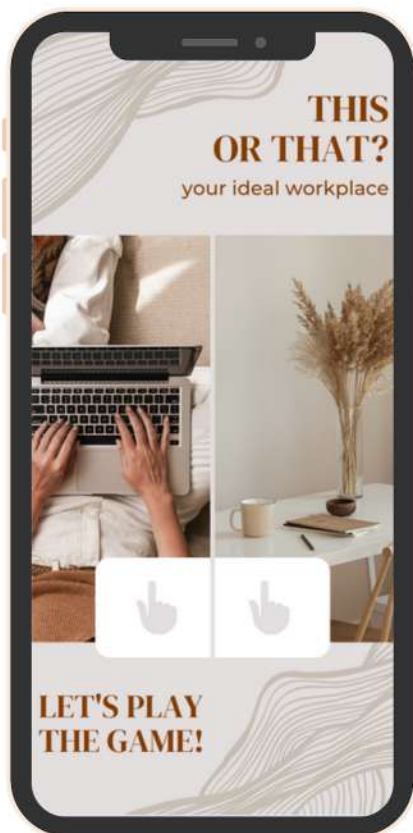 THIS
OR THAT?
your ideal workplace
LET'S PLAY
THE GAME!